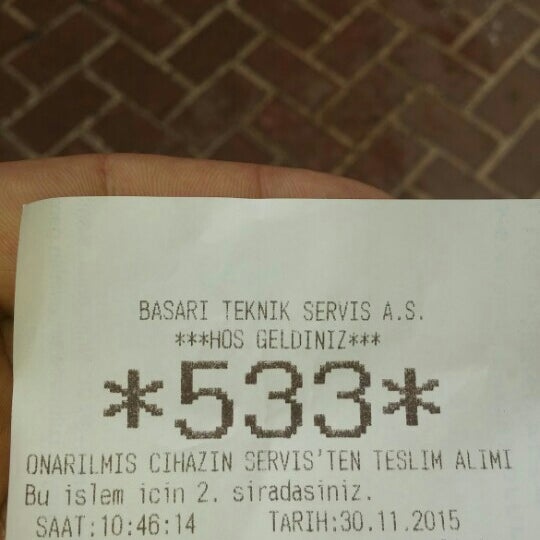 BASARI TEKNIK SERVIS A.S.
***HOS GELDINIZ***
*533*
ONARILMIS CIHAZIN SERVIS'TEN TESLIM ALIMI
Bu islem icin 2. siradasiniz.
SAAT:10:46:14 TARIH:30.11.2015